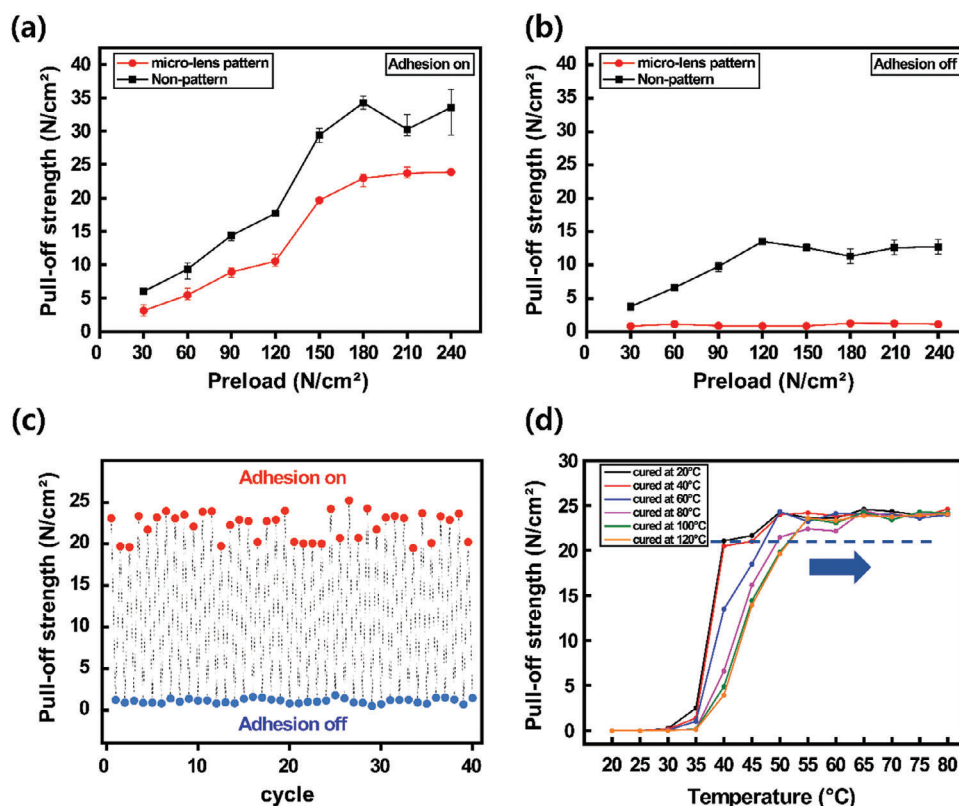 (a)
Pull-off strength (N/cm²)
40
35
30
25
20
15
10
5
0
micro-lens pattern
Non-pattern
Adhesion on
0 30 60 90 120 150 180 210 240
Preload (N/cm²)
(b)
Pull-off strength (N/cm²)
40
35
30
25
20
15
10
5
0
micro-lens pattern
Non-pattern
Adhesion off
0 30 60 90 120 150 180 210 240
Preload (N/cm²)
(c)
Pull-off strength (N/cm²)
25
20
15
10
5
0
Adhesion on
Adhesion off
0 10 20 30 40
cycle
(d)
Pull-off strength (N/cm²)
30
25
20
15
10
5
0
cured at 20°C
cured at 40°C
cured at 60°C
cured at 80°C
cured at 100°C
cured at 120°C
20 25 30 35 40 45 50 55 60 65 70 75 80
Temperature (°C)